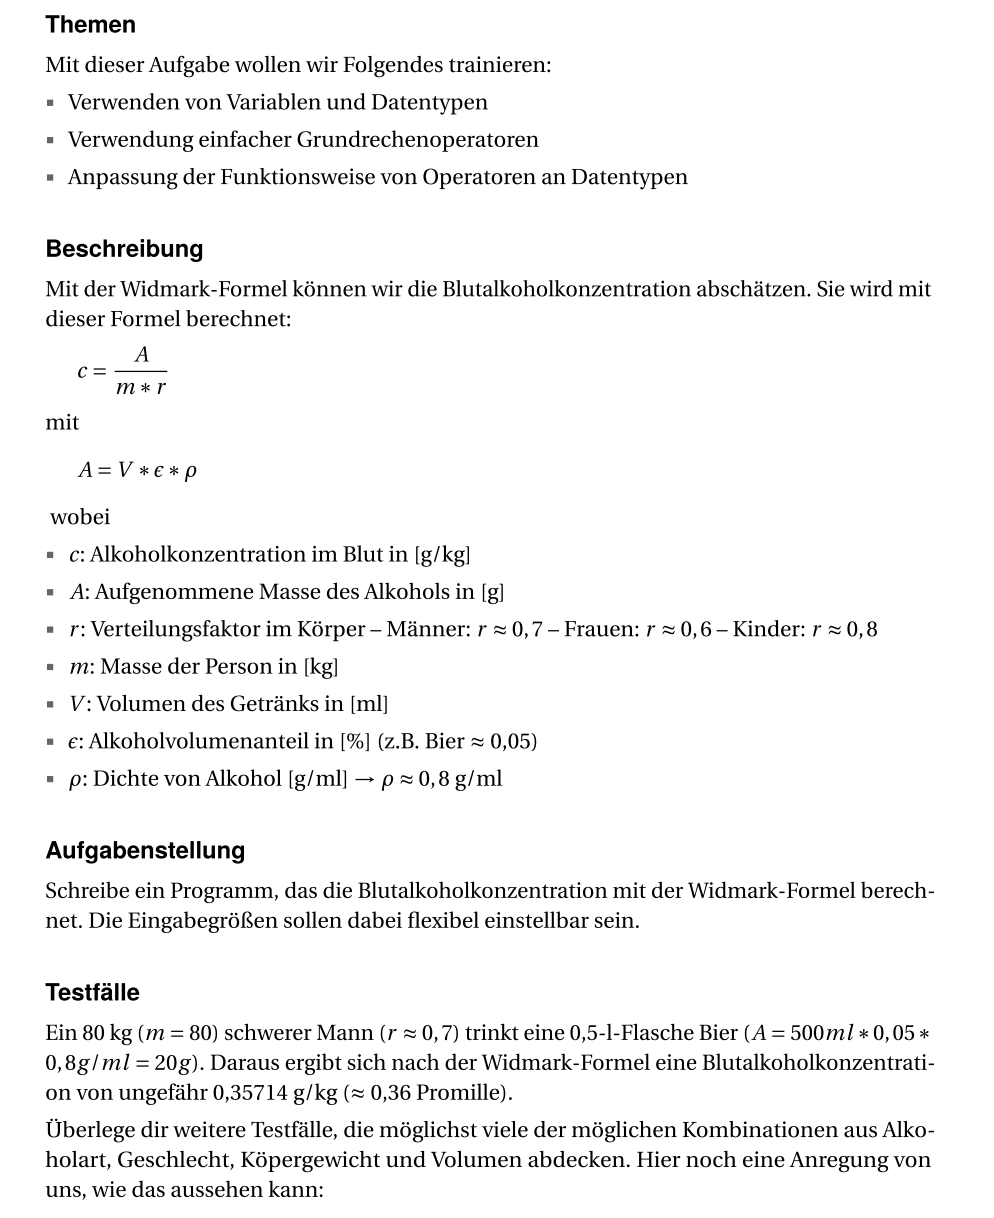 Themen
Mit dieser Aufgabe wollen wir Folgendes trainieren:
▪ Verwenden von Variablen und Datentypen
▪ Verwendung einfacher Grundrechenoperatoren
▪ Anpassung der Funktionsweise von Operatoren an Datentypen
Beschreibung
Mit der Widmark-Formel können wir die Blutalkoholkonzentration abschätzen. Sie wird mit
dieser Formel berechnet:
c = A / (m ∗ r)
mit
A = V ∗ ϵ ∗ ρ
wobei
▪ c: Alkoholkonzentration im Blut in [g/kg]
▪ A: Aufgenommene Masse des Alkohols in [g]
▪ r: Verteilungsfaktor im Körper – Männer: r ≈ 0,7 – Frauen: r ≈ 0,6 – Kinder: r ≈ 0,8
▪ m: Masse der Person in [kg]
▪ V: Volumen des Getränks in [ml]
▪ ϵ: Alkoholvolumenanteil in [%] (z.B. Bier ≈ 0,05)
▪ ρ: Dichte von Alkohol [g/ml] → ρ ≈ 0,8 g/ml
Aufgabenstellung
Schreibe ein Programm, das die Blutalkoholkonzentration mit der Widmark-Formel berech-
net. Die Eingabegrößen sollen dabei flexibel einstellbar sein.
Testfälle
Ein 80 kg (m = 80) schwerer Mann (r ≈ 0,7) trinkt eine 0,5-l-Flasche Bier (A = 500ml ∗ 0,05 ∗
0,8g/ml = 20g). Daraus ergibt sich nach der Widmark-Formel eine Blutalkoholkonzentrati-
on von ungefähr 0,35714 g/kg (≈ 0,36 Promille).
Überlege dir weitere Testfälle, die möglichst viele der möglichen Kombinationen aus Alko-
holart, Geschlecht, Köpergewicht und Volumen abdecken. Hier noch eine Anregung von
uns, wie das aussehen kann: